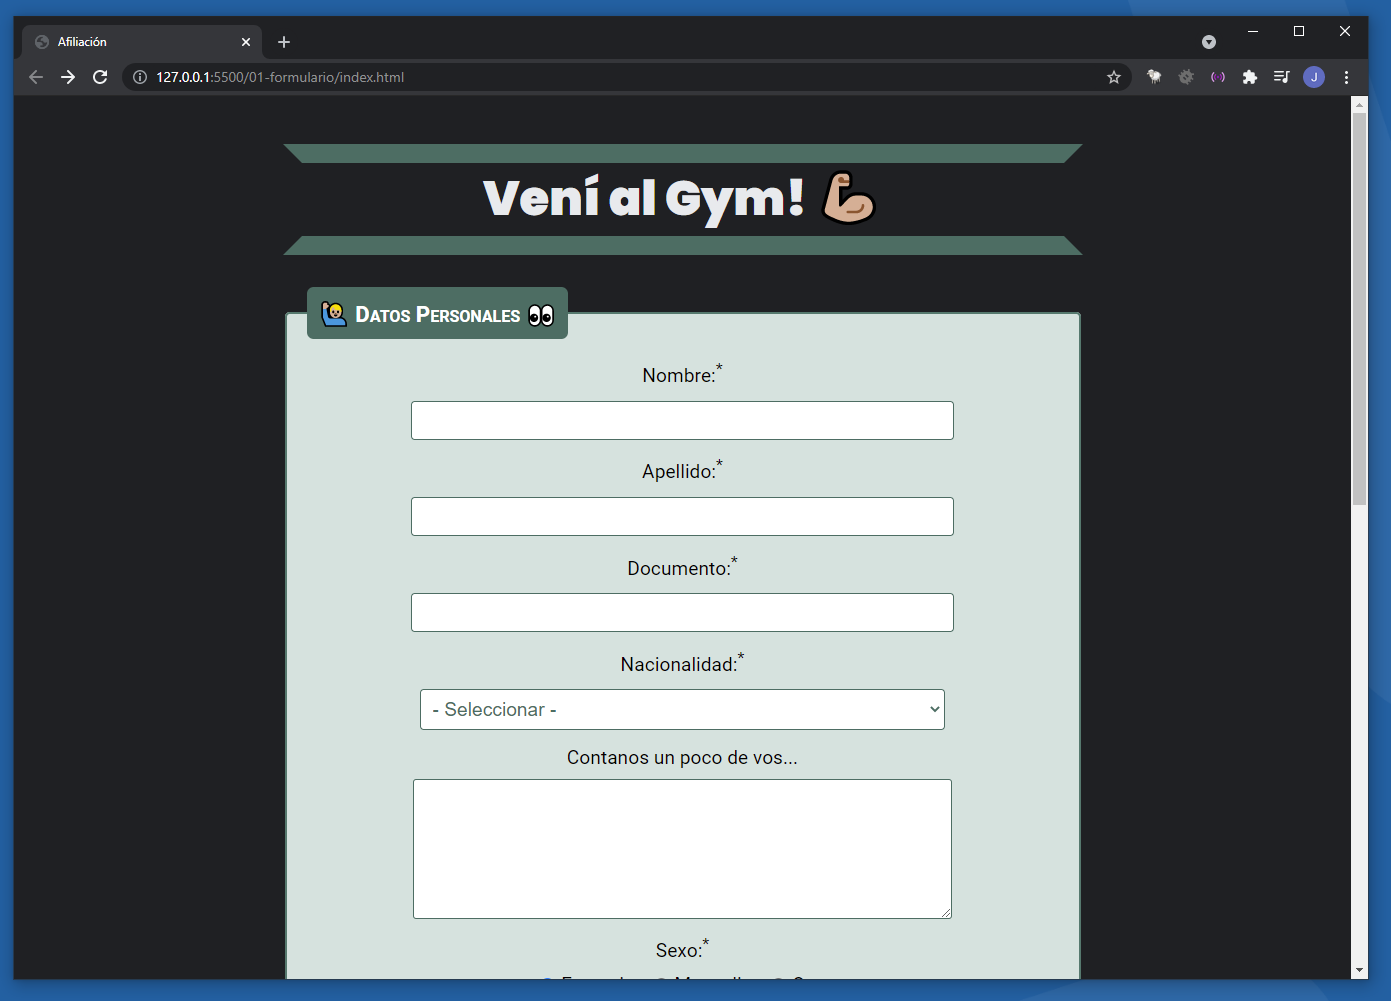 Afiliación
127.0.0.1:5500/01-formulario/index.html
J
Vení al Gym! 💪
🙋 Datos Personales 👀
Nombre:*
Apellido:*
Documento:*
Nacionalidad:*
- Seleccionar -
Contanos un poco de vos...
Sexo:*